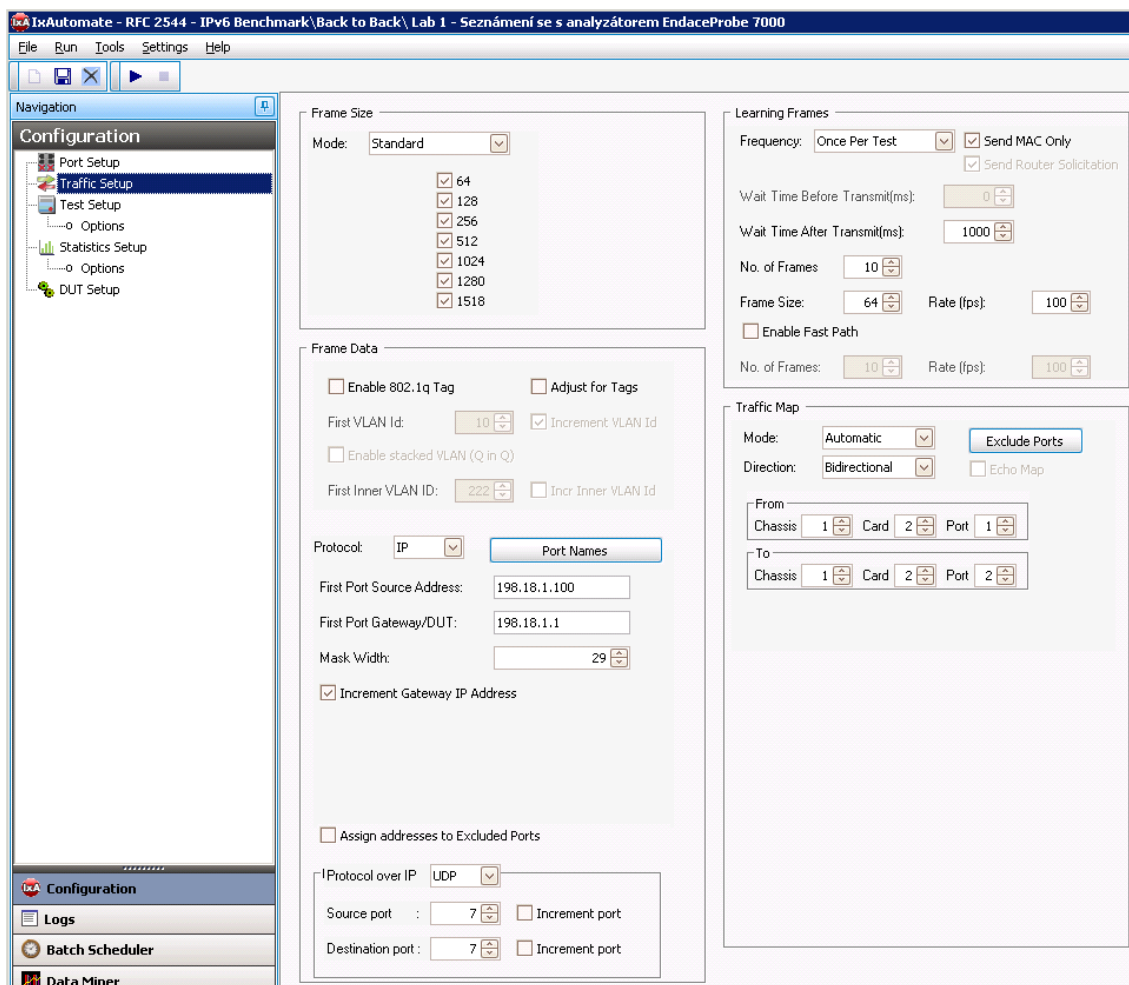 IxAutomate - RFC 2544 - IPv6 Benchmark\Back to Back\ Lab 1 - Seznámení se s analyzátorem EndaceProbe 7000
File Run Tools Settings Help
Navigation
Configuration
Port Setup
Traffic Setup
Test Setup
Options
Statistics Setup
Options
DUT Setup
Configuration
Logs
Batch Scheduler
Data Miner
Frame Size
Mode: Standard
64
128
256
512
1024
1280
1518
Frame Data
Enable 802.1q Tag Adjust for Tags
First VLAN Id: 10 Increment VLAN Id
Enable stacked VLAN (Q in Q)
First Inner VLAN ID: 222 Incr Inner VLAN Id
Protocol: IP Port Names
First Port Source Address: 198.18.1.100
First Port Gateway/DUT: 198.18.1.1
Mask Width: 29
Increment Gateway IP Address
Assign addresses to Excluded Ports
Protocol over IP UDP
Source port : 7 Increment port
Destination port : 7 Increment port
Learning Frames
Frequency: Once Per Test Send MAC Only
Send Router Solicitation
Wait Time Before Transmit(ms): 0
Wait Time After Transmit(ms): 1000
No. of Frames 10
Frame Size: 64 Rate (fps): 100
Enable Fast Path
No. of Frames: 10 Rate (fps): 100
Traffic Map
Mode: Automatic Exclude Ports
Direction: Bidirectional Echo Map
From
Chassis 1 Card 2 Port 1
To
Chassis 1 Card 2 Port 2